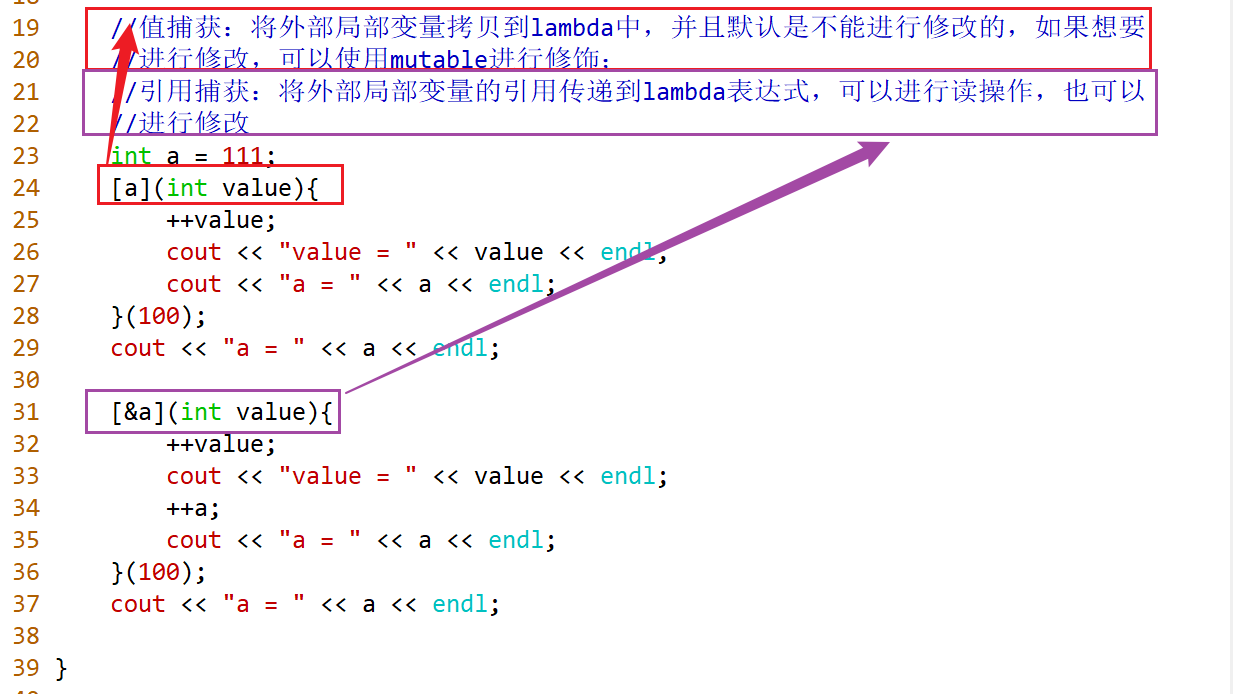 19 //值捕获：将外部局部变量拷贝到lambda中，并且默认是不能进行修改的，如果想要
20 //进行修改，可以使用mutable进行修饰；
21 //引用捕获：将外部局部变量的引用传递到lambda表达式，可以进行读操作，也可以
22 //进行修改
23 int a = 111;
24 [a](int value){
25 ++value;
26 cout << "value = " << value << endl;
27 cout << "a = " << a << endl;
28 }(100);
29 cout << "a = " << a << endl;
30
31 [&a](int value){
32 ++value;
33 cout << "value = " << value << endl;
34 ++a;
35 cout << "a = " << a << endl;
36 }(100);
37 cout << "a = " << a << endl;
38
39 }